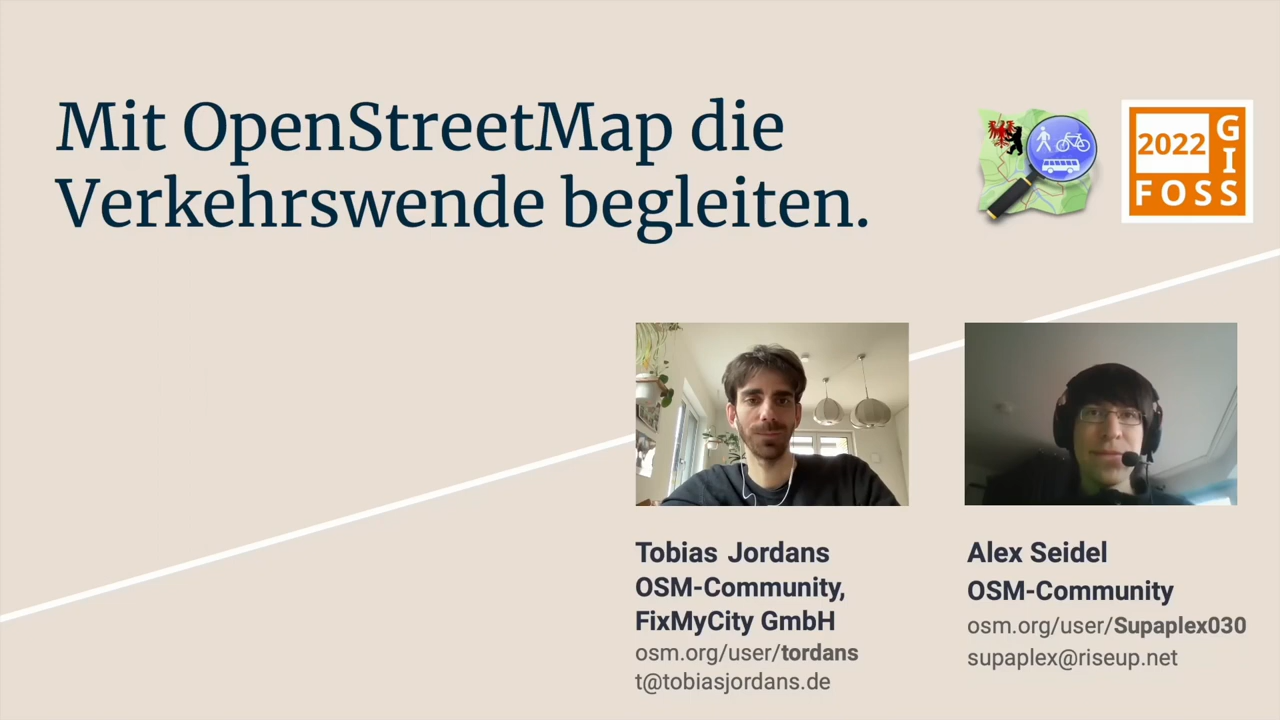 Mit OpenStreetMap die
Verkehrswende begleiten.
2022
GIS
FOSS
Tobias Jordans
OSM-Community,
FixMyCity GmbH
osm.org/user/tordans
t@tobiasjordans.de
Alex Seidel
OSM-Community
osm.org/user/Supaplex030
supaplex@riseup.net